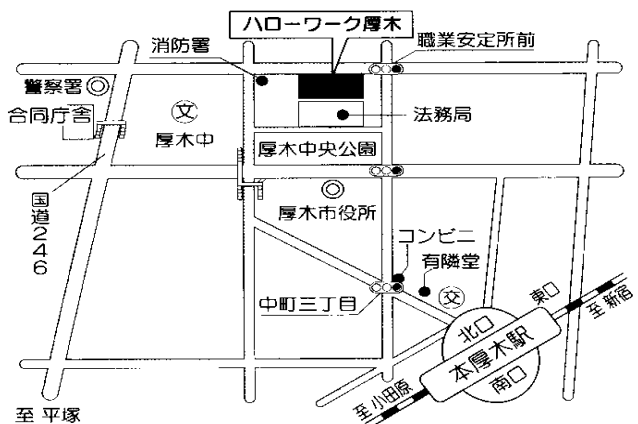 ハローワーク厚木
消防署
職業安定所前
警察署
合同庁舎
文
厚木中
法務局
厚木中央公園
国道246
厚木市役所
コンビニ
有隣堂
中町三丁目
交
東口
至 新宿
北口
本厚木駅
南口
至 小田原
至 平塚